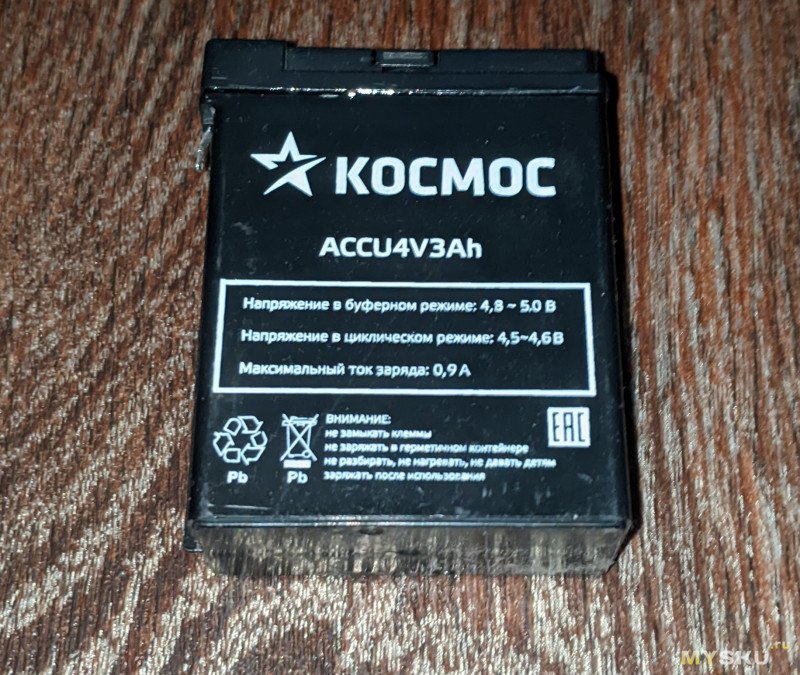 КОСМОС
ACCU4V3Ah
Напряжение в буферном режиме: 4,8 ~ 5.0 В
Напряжение в циклическом режиме: 4,5~4,6 В
Максимальный ток заряда: 0,9 А
ВНИМАНИЕ:
не замыкать клеммы
не заряжать в герметичном контейнере
не разбирать, не нагревать, не давать детям
заряжать после использования
Pb
Pb
EAC
MYSKU.ru